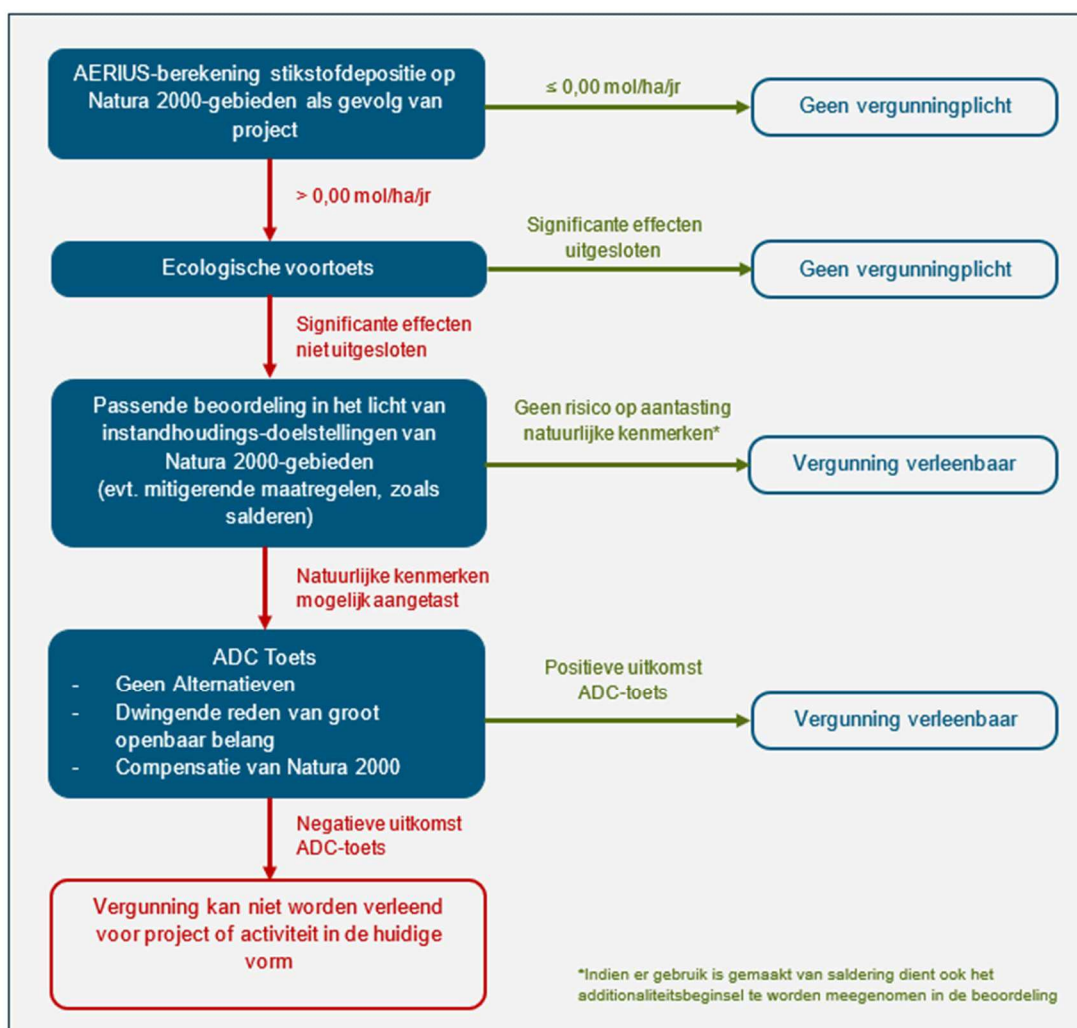 AERIUS-berekening stikstofdepositie op
Natura 2000-gebieden als gevolg van
project
≤ 0,00 mol/ha/jr
Geen vergunningplicht
> 0,00 mol/ha/jr
Ecologische voortoets
Significante effecten
uitgesloten
Geen vergunningplicht
Significante effecten
niet uitgesloten
Passende beoordeling in het licht van
instandhoudings-doelstellingen van
Natura 2000-gebieden
(evt. mitigerende maatregelen, zoals
salderen)
Geen risico op aantasting
natuurlijke kenmerken*
Vergunning verleenbaar
Natuurlijke kenmerken
mogelijk aangetast
ADC Toets
- Geen Alternatieven
- Dwingende reden van groot
openbaar belang
- Compensatie van Natura 2000
Positieve uitkomst
ADC-toets
Vergunning verleenbaar
Negatieve uitkomst
ADC-toets
Vergunning kan niet worden verleend
voor project of activiteit in de huidige
vorm
*Indien er gebruik is gemaakt van saldering dient ook het
additionaliteitsbeginsel te worden meegenomen in de beoordeling